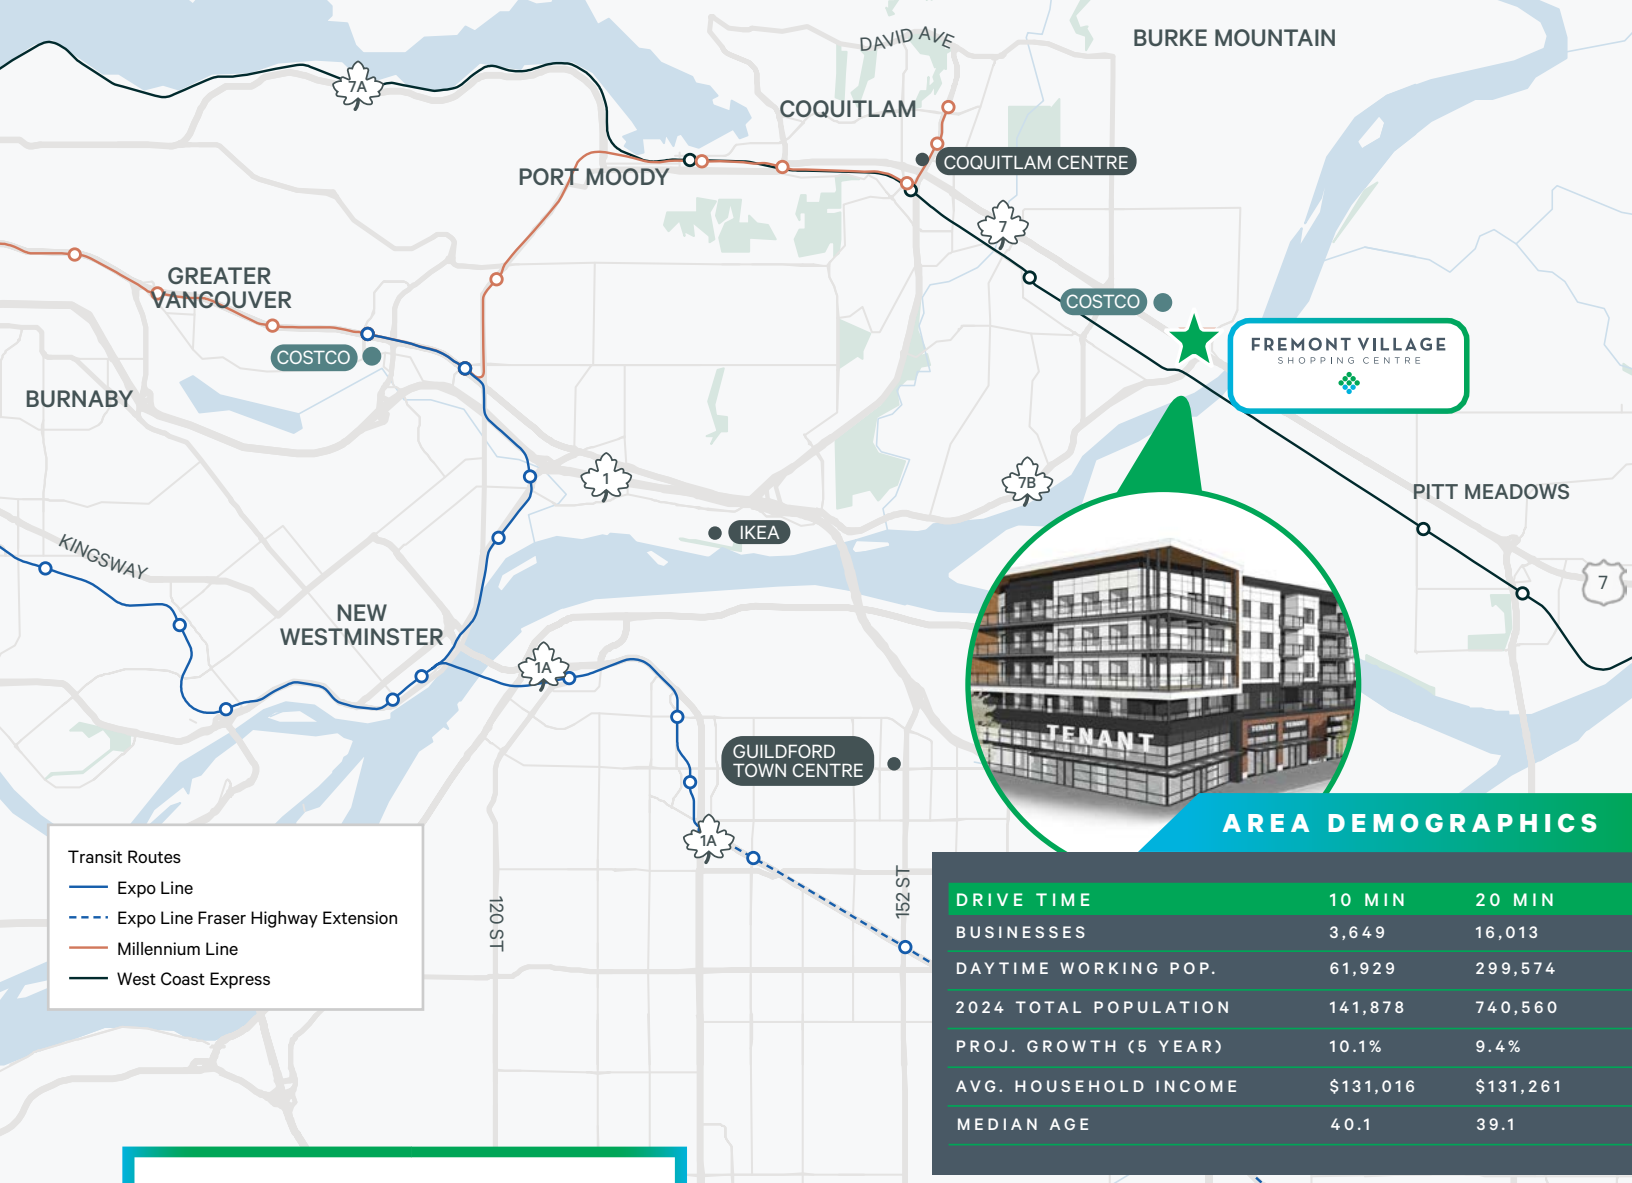 DAVID AVE
BURKE MOUNTAIN
7A
COQUITLAM
COQUITLAM CENTRE
PORT MOODY
7
GREATER
VANCOUVER
COSTCO
COSTCO
FREMONT VILLAGE
SHOPPING CENTRE
BURNABY
1
7B
PITT MEADOWS
IKEA
KINGSWAY
7
NEW
WESTMINSTER
1A
TENANT
TENANT
TENANT
GUILDFORD
TOWN CENTRE
1A
152 ST
120 ST
Transit Routes
Expo Line
Expo Line Fraser Highway Extension
Millennium Line
West Coast Express
AREA DEMOGRAPHICS
DRIVE TIME 10 MIN 20 MIN
BUSINESSES 3,649 16,013
DAYTIME WORKING POP. 61,929 299,574
2024 TOTAL POPULATION 141,878 740,560
PROJ. GROWTH (5 YEAR) 10.1% 9.4%
AVG. HOUSEHOLD INCOME $131,016 $131,261
MEDIAN AGE 40.1 39.1